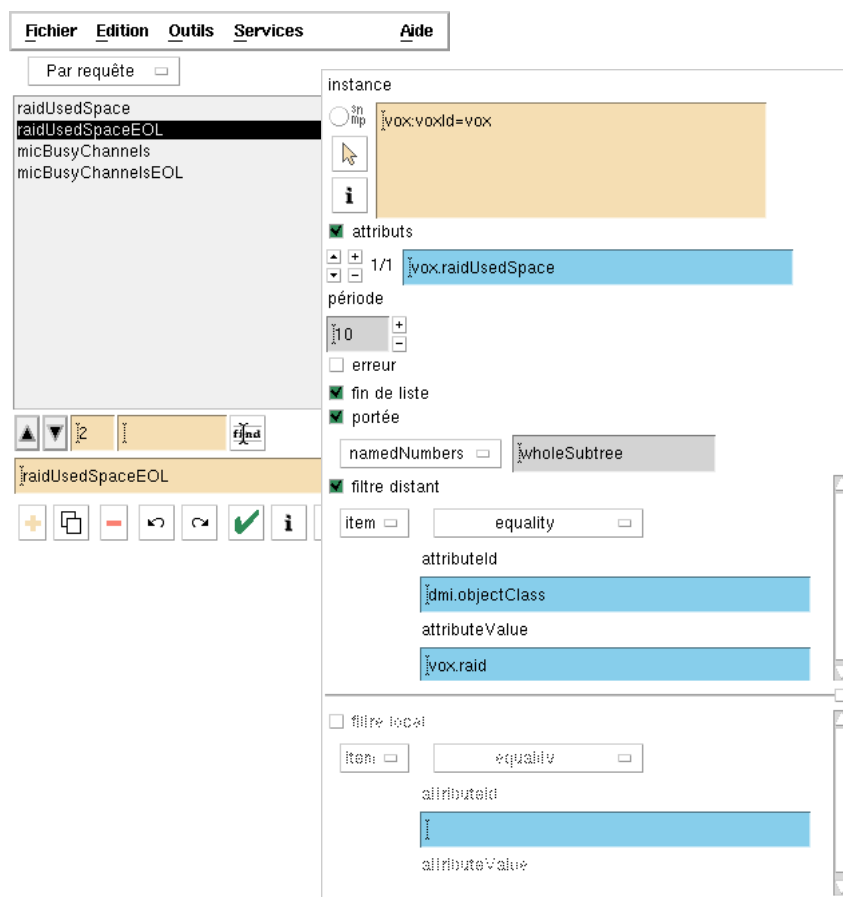 Fichier Edition Outils Services Aide
Par requête
raidUsedSpace
raidUsedSpaceEOL
micBusyChannels
micBusyChannelsEOL
2
find
raidUsedSpaceEOL
i
instance
sn
mp
vox:voxId=vox
i
attributs
1/1 vox.raidUsedSpace
période
10
erreur
fin de liste
portée
namedNumbers wholeSubtree
filtre distant
item equality
attributeId
dmi.objectClass
attributeValue
vox.raid
filtre local
item equality
attributeId
attributeValue